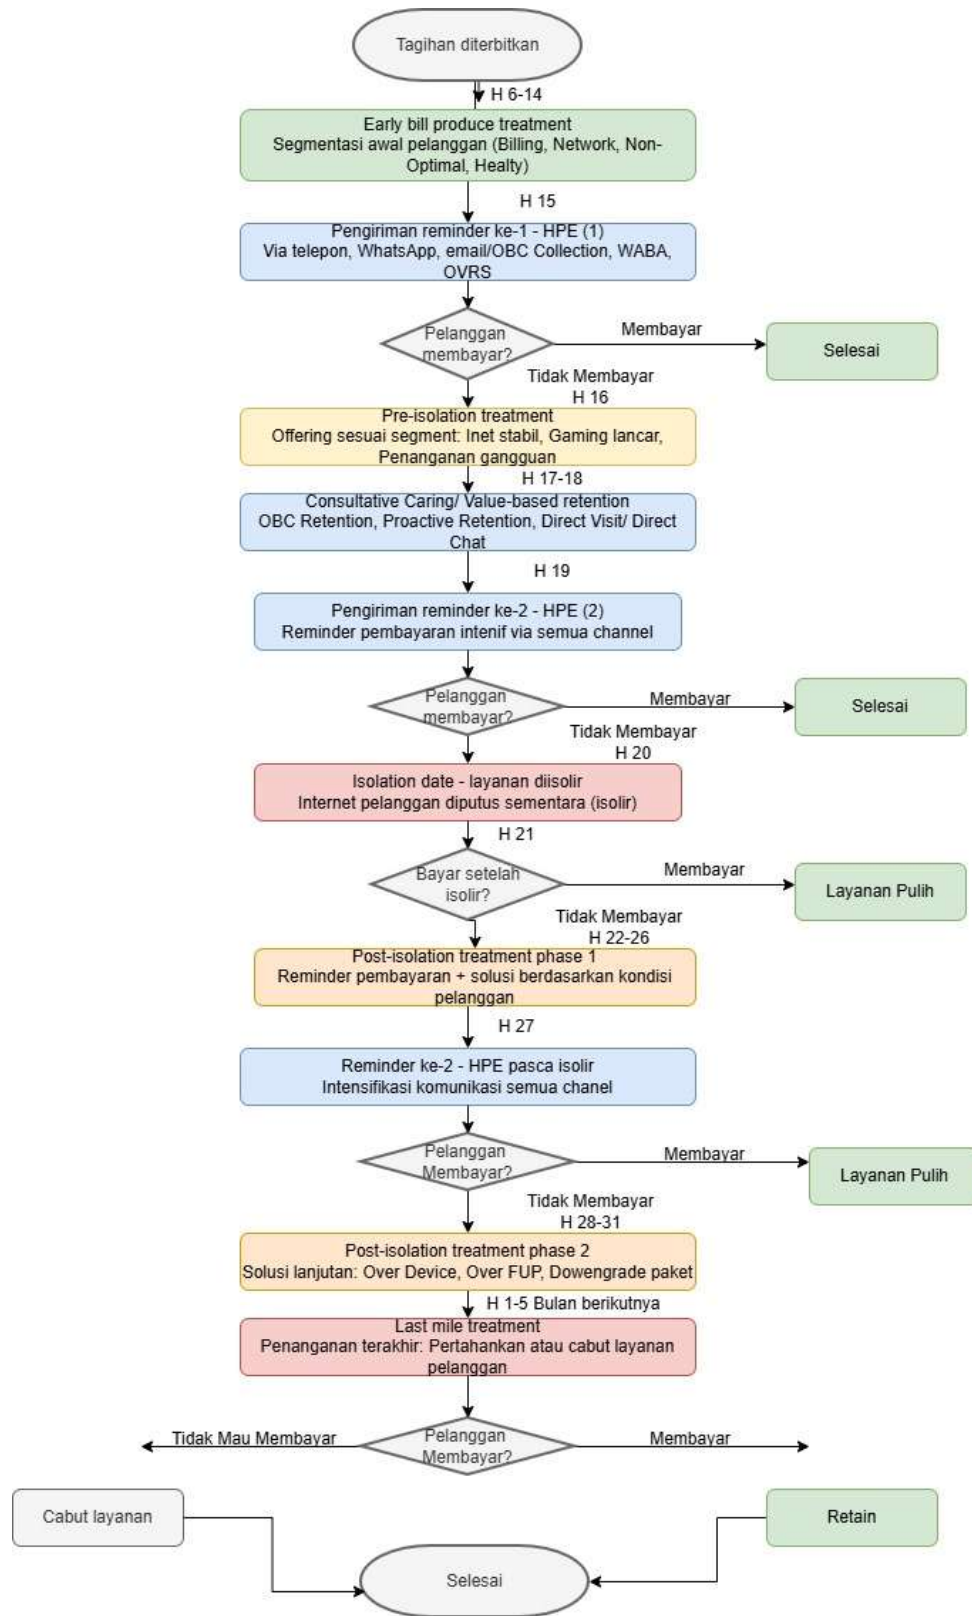 Tagihan diterbitkan
H 6-14
Early bill produce treatment
Segmentasi awal pelanggan (Billing, Network, Non-
Optimal, Healty)
H 15
Pengiriman reminder ke-1 - HPE (1)
Via telepon, WhatsApp, email/OBC Collection, WABA,
OVRS
Pelanggan
membayar?
Membayar
Selesai
Tidak Membayar
H 16
Pre-isolation treatment
Offering sesuai segment: Inet stabil, Gaming lancar,
Penanganan gangguan
H 17-18
Consultative Caring/ Value-based retention
OBC Retention, Proactive Retention, Direct Visit/ Direct
Chat
H 19
Pengiriman reminder ke-2 - HPE (2)
Reminder pembayaran intenif via semua channel
Pelanggan
membayar?
Membayar
Selesai
Tidak Membayar
H 20
Isolation date - layanan diisolir
Internet pelanggan diputus sementara (isolir)
H 21
Bayar setelah
isolir?
Membayar
Layanan Pulih
Tidak Membayar
H 22-26
Post-isolation treatment phase 1
Reminder pembayaran + solusi berdasarkan kondisi
pelanggan
H 27
Reminder ke-2 - HPE pasca isolir
Intensifikasi komunikasi semua chanel
Pelanggan
Membayar?
Membayar
Layanan Pulih
Tidak Membayar
H 28-31
Post-isolation treatment phase 2
Solusi lanjutan: Over Device, Over FUP, Dowengrade paket
H 1-5 Bulan berikutnya
Last mile treatment
Penanganan terakhir: Pertahankan atau cabut layanan
pelanggan
Tidak Mau Membayar
Pelanggan
Membayar?
Membayar
Cabut layanan
Retain
Selesai